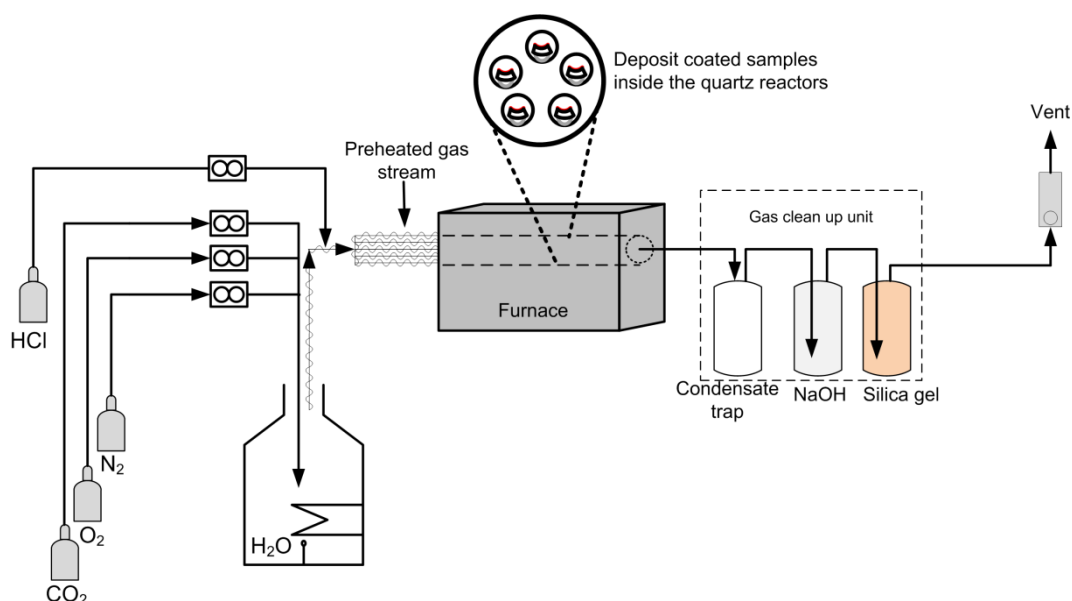 Deposit coated samples
inside the quartz reactors
Vent
Preheated gas
stream
Gas clean up unit
Furnace
HCl
Condensate
trap
NaOH
Silica gel
N₂
O₂
H₂O
CO₂